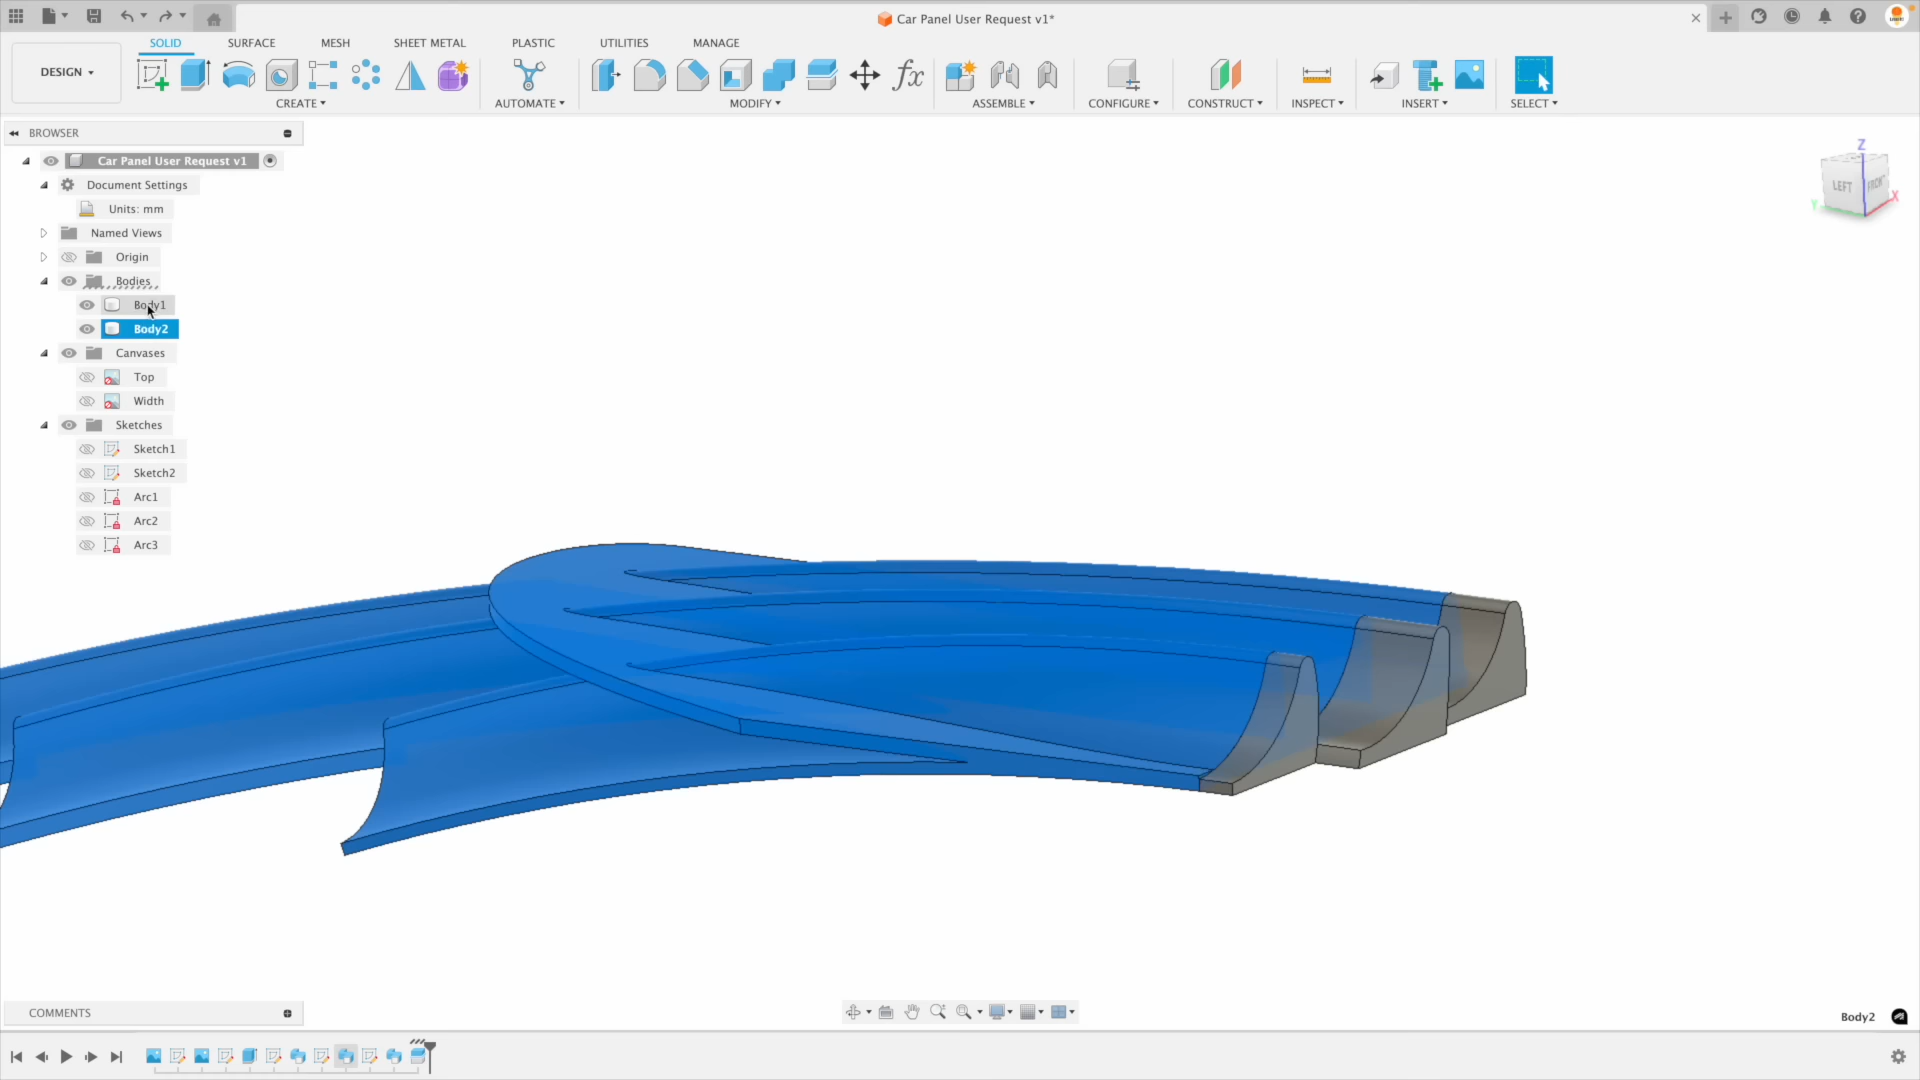 Car Panel User Request v1*
SOLID SURFACE MESH SHEET METAL PLASTIC UTILITIES MANAGE
DESIGN
CREATE AUTOMATE MODIFY ASSEMBLE CONFIGURE CONSTRUCT INSPECT INSERT SELECT
BROWSER
Car Panel User Request v1
Document Settings
Units: mm
Named Views
Origin
Bodies
Body1
Body2
Canvases
Top
Width
Sketches
Sketch1
Sketch2
Arc1
Arc2
Arc3
Z
LEFT FRONT
Y X
COMMENTS
Body2